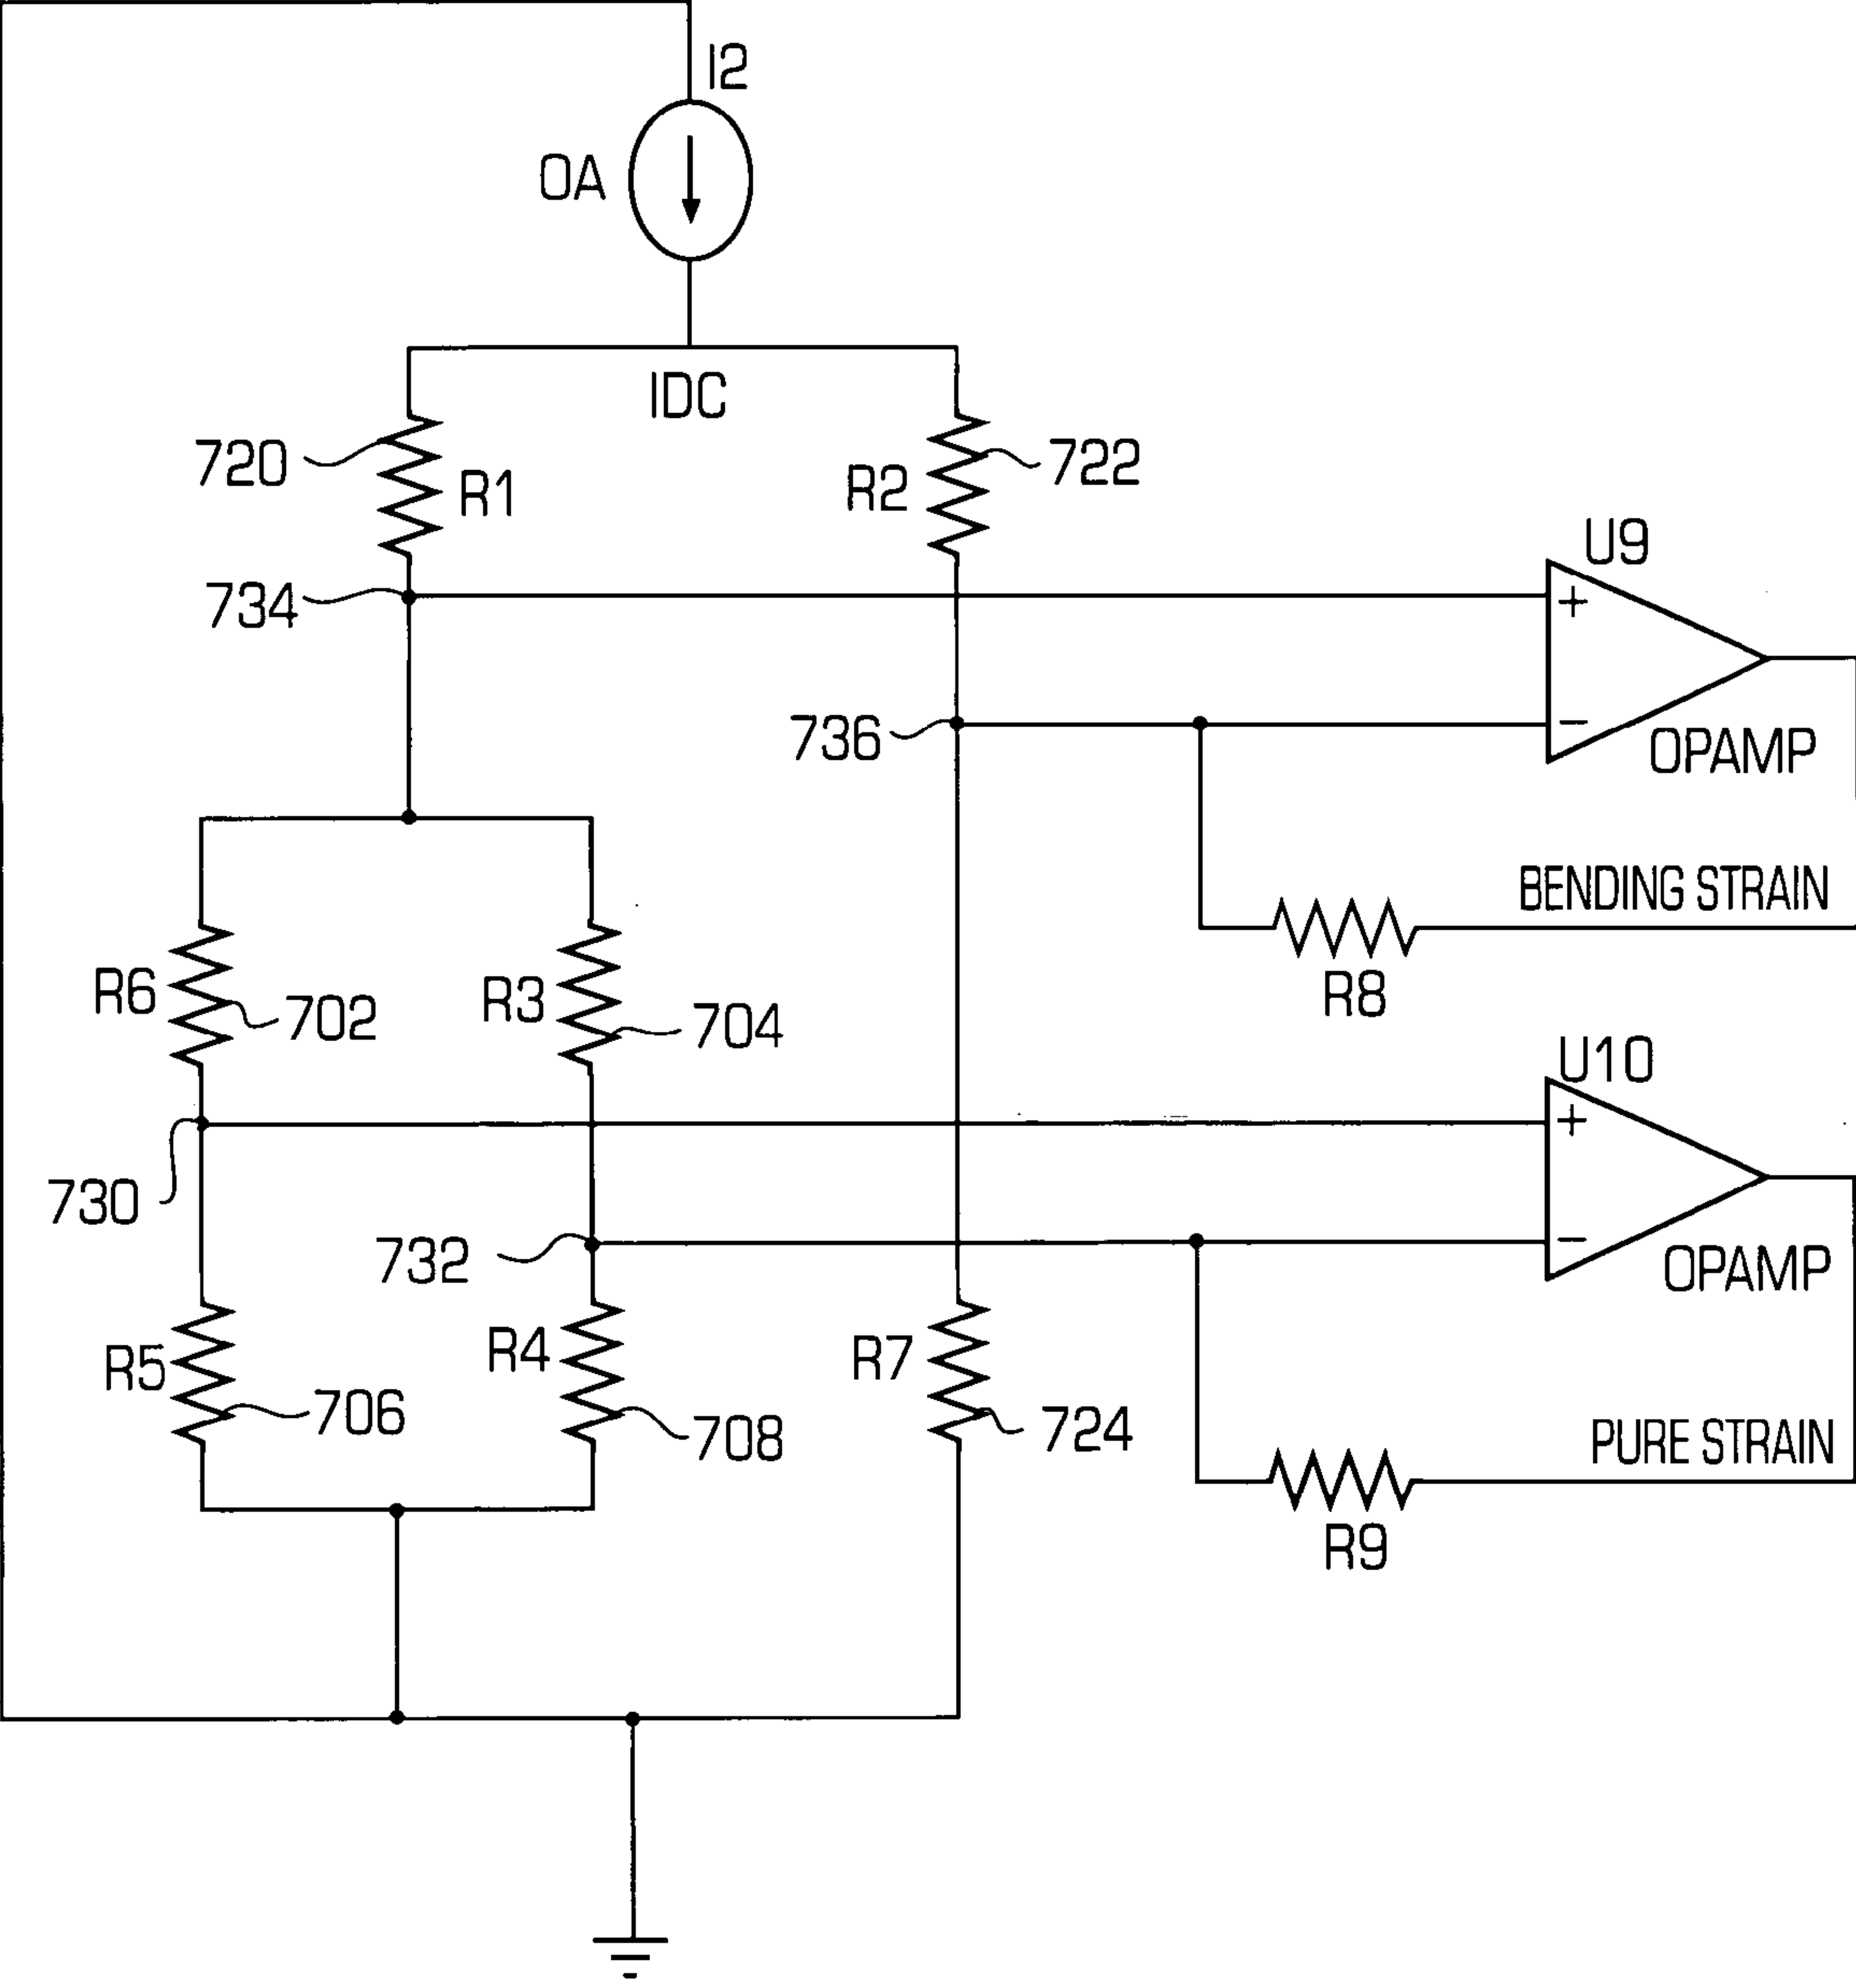 I2
0A
IDC
720
R1
R2
722
U9
+
734
736
−
OPAMP
BENDING STRAIN
R8
R6
702
R3
704
U10
+
730
732
−
OPAMP
R5
706
R4
708
R7
724
PURE STRAIN
R9